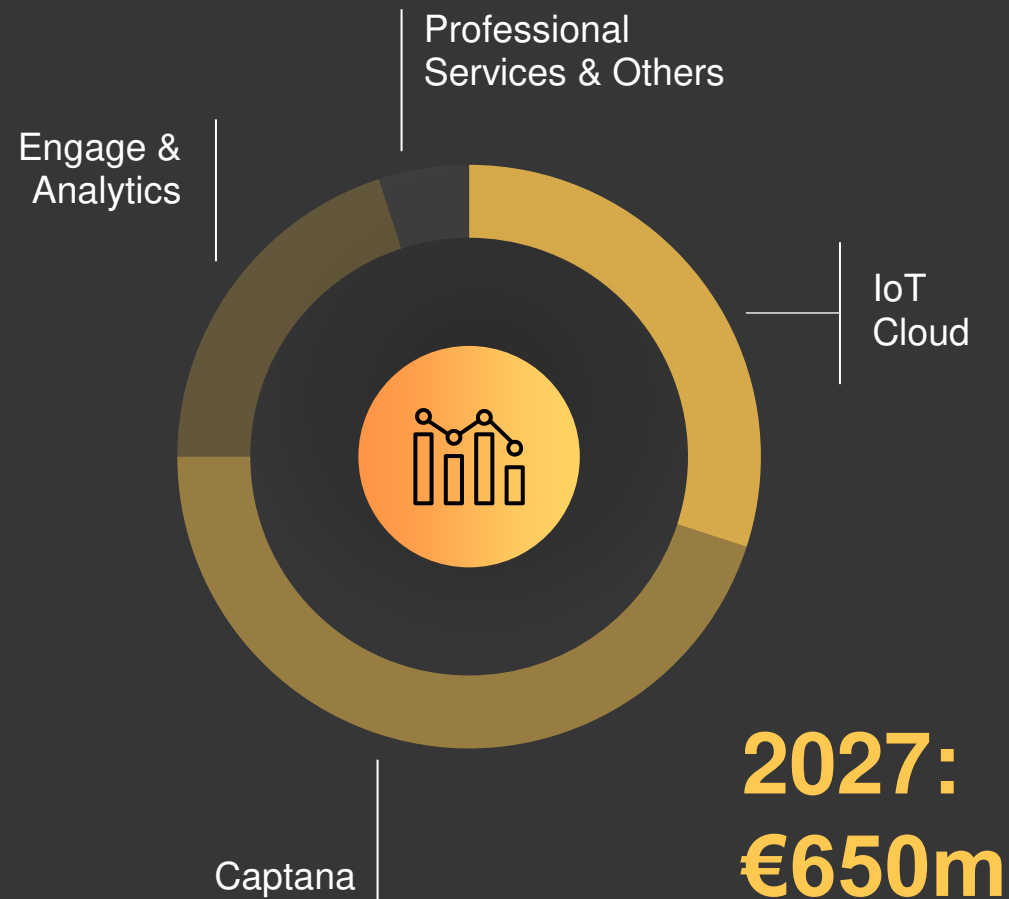 Professional
Services & Others
Engage &
Analytics
IoT
Cloud
Captana
2027:
€650m